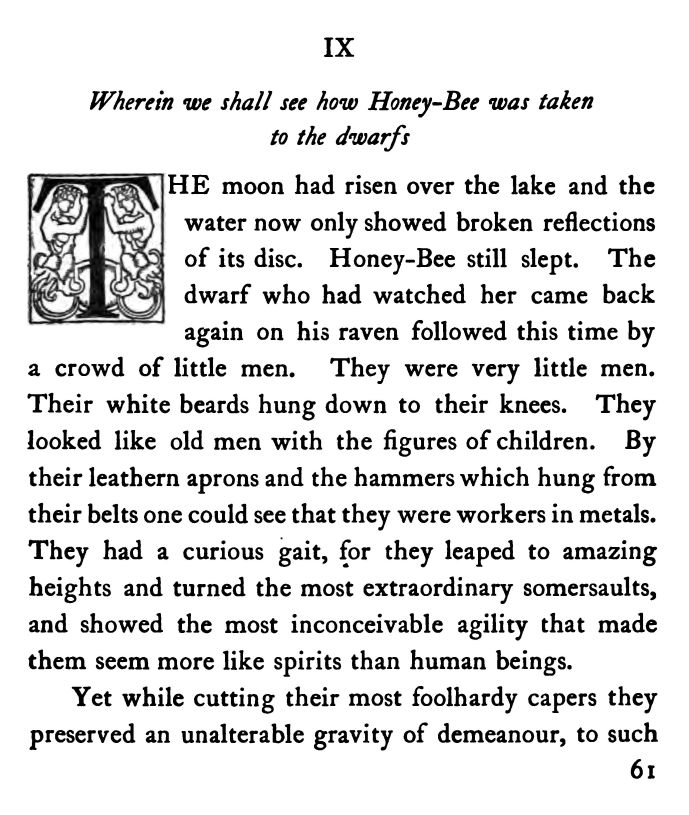 IX
Wherein we shall see how Honey-Bee was taken
to the dwarfs
THE moon had risen over the lake and the
water now only showed broken reflections
of its disc. Honey-Bee still slept. The
dwarf who had watched her came back
again on his raven followed this time by
a crowd of little men. They were very little men.
Their white beards hung down to their knees. They
looked like old men with the figures of children. By
their leathern aprons and the hammers which hung from
their belts one could see that they were workers in metals.
They had a curious gait, for they leaped to amazing
heights and turned the most extraordinary somersaults,
and showed the most inconceivable agility that made
them seem more like spirits than human beings.
Yet while cutting their most foolhardy capers they
preserved an unalterable gravity of demeanour, to such
61